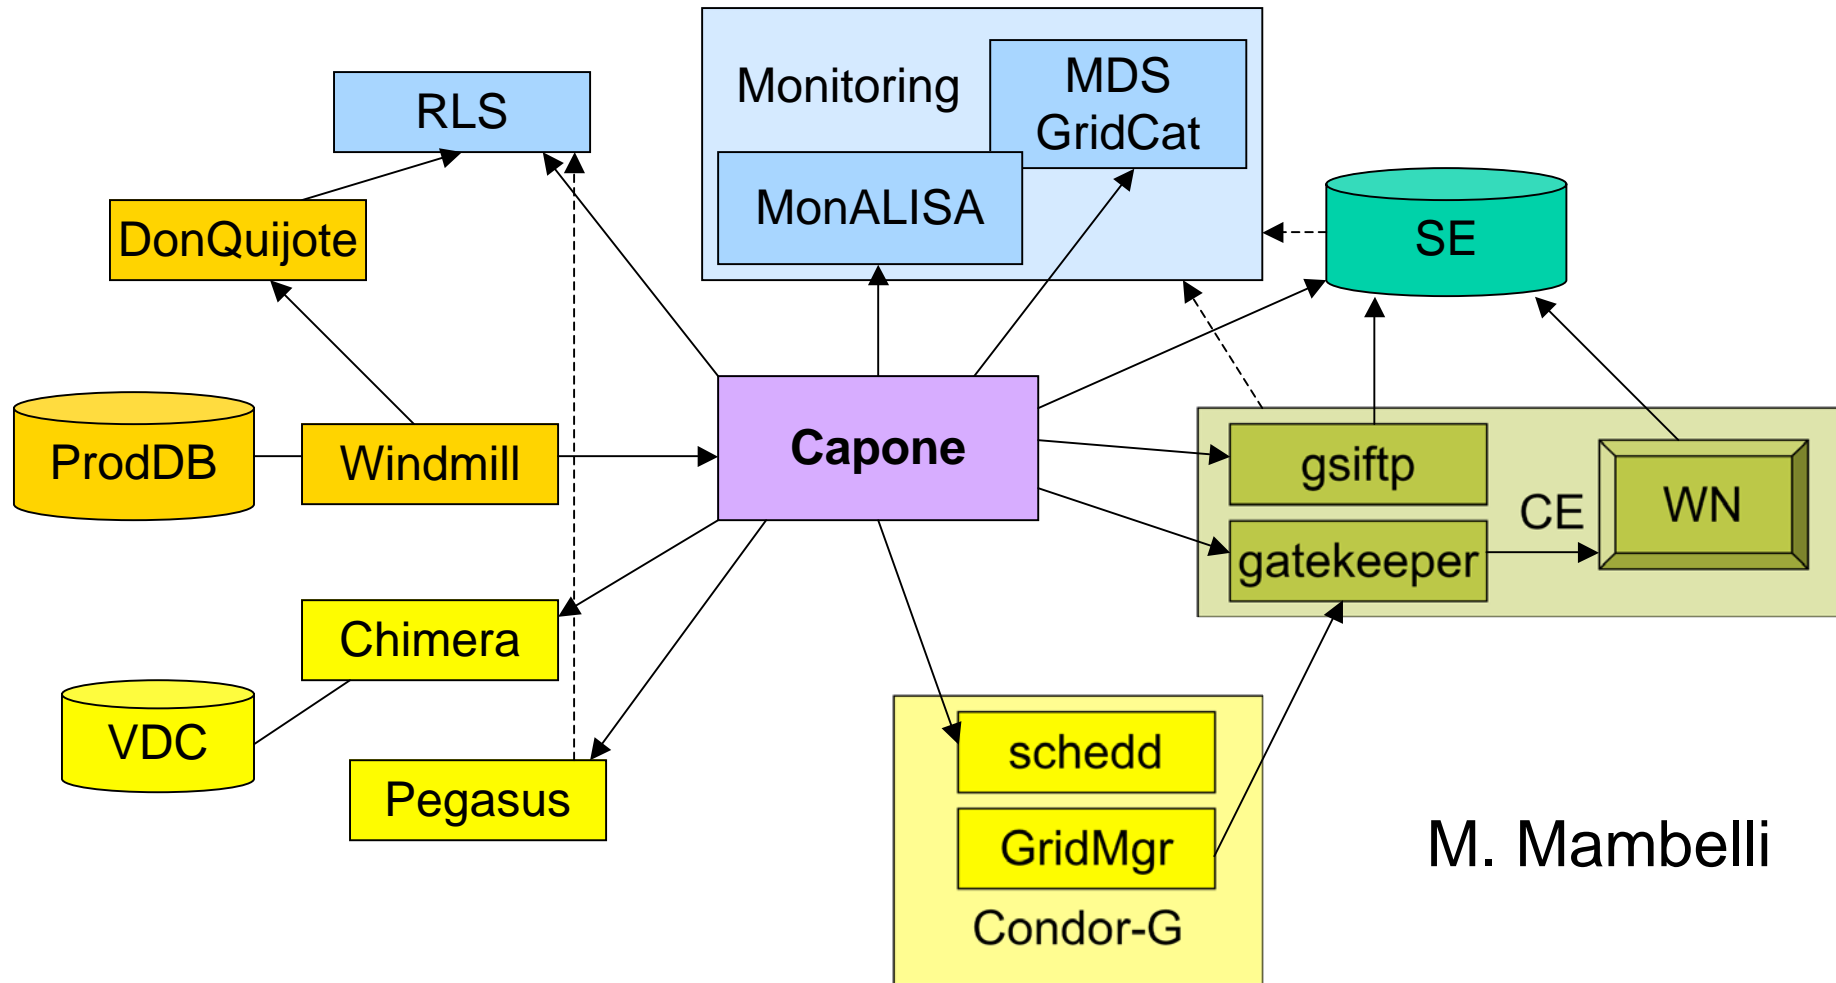 Monitoring
MDS
GridCat
RLS
MonALISA
SE
DonQuijote
Capone
ProdDB
Windmill
gsiftp
CE
WN
gatekeeper
Chimera
VDC
schedd
Pegasus
GridMgr
M. Mambelli
Condor-G